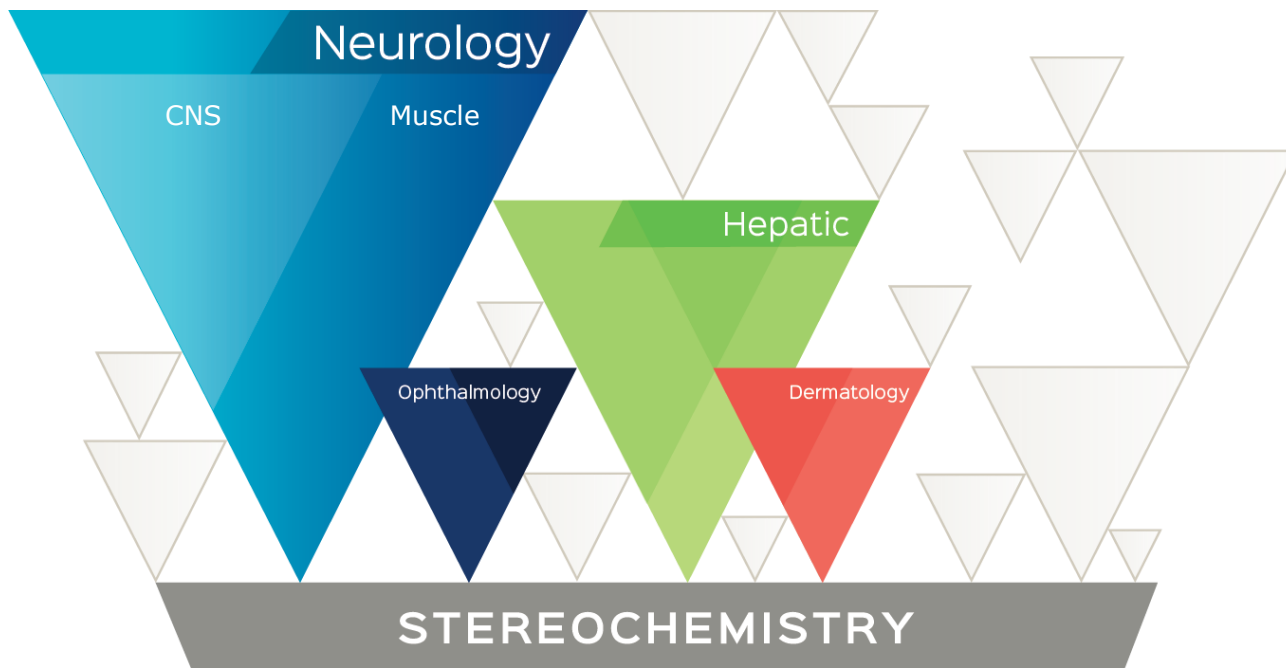 Neurology
CNS
Muscle
Hepatic
Ophthalmology
Dermatology
STEREOCHEMISTRY